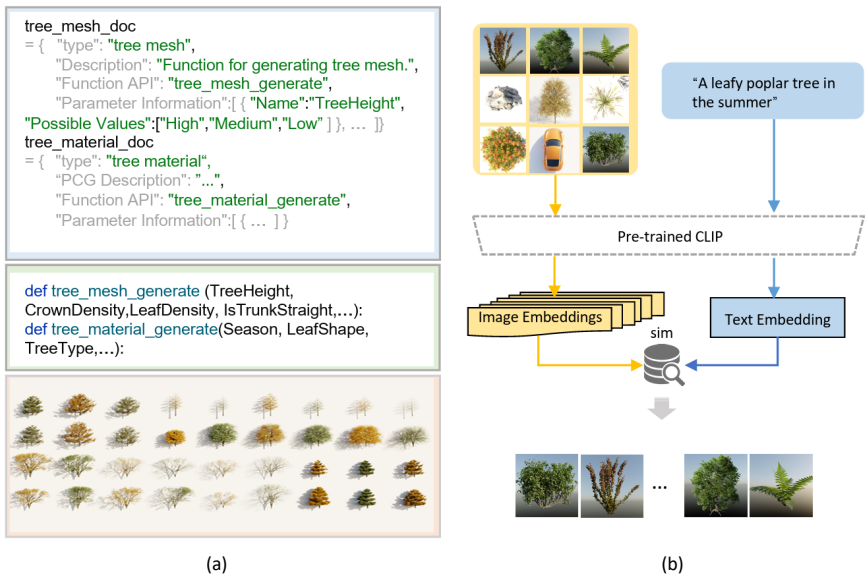 tree_mesh_doc
= { "type": "tree mesh",
"Description": "Function for generating tree mesh.",
"Function API": "tree_mesh_generate",
"Parameter Information":[ { "Name":"TreeHeight",
"Possible Values":["High","Medium","Low” ] }, … ]}
tree_material_doc
= { "type": "tree material“,
“PCG Description": ”...",
"Function API": "tree_material_generate",
"Parameter Information":[ { … ] }
def tree_mesh_generate (TreeHeight,
CrownDensity,LeafDensity, IsTrunkStraight,…):
def tree_material_generate(Season, LeafShape,
TreeType,…):
(a)
“A leafy poplar tree in
the summer”
Pre-trained CLIP
Image Embeddings
Text Embedding
sim
...
(b)